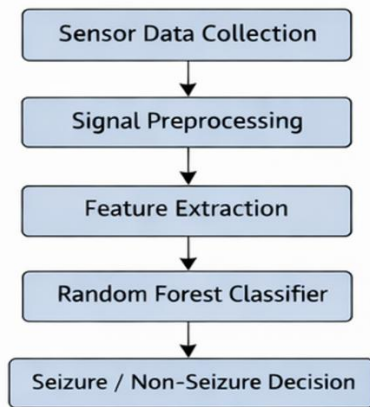 Sensor Data Collection
Signal Preprocessing
Feature Extraction
Random Forest Classifier
Seizure / Non-Seizure Decision